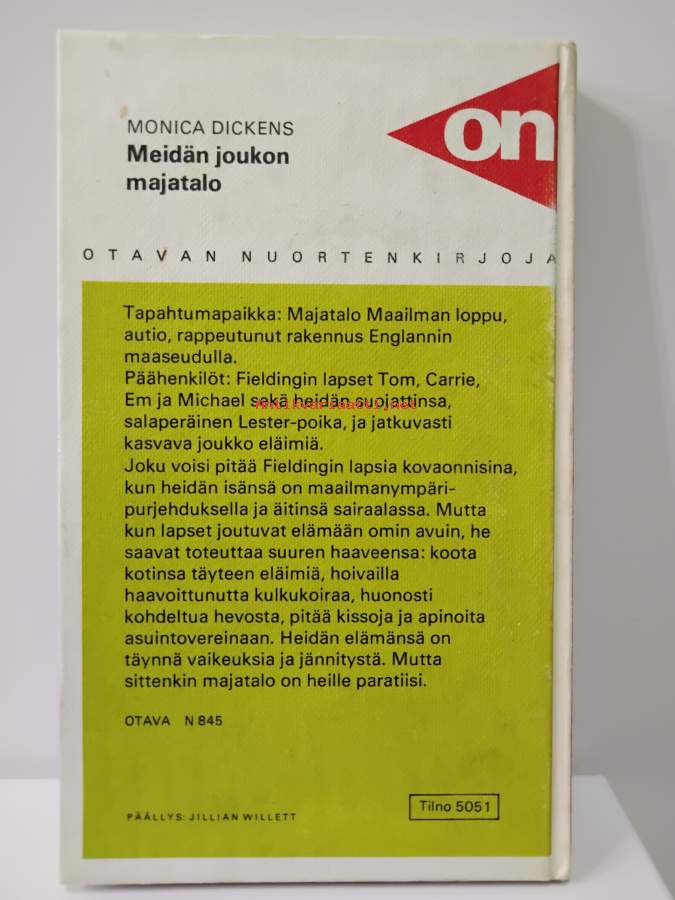 MONICA DICKENS
Meidän joukon
majatalo
on
OTAVAN NUORTENKIRJOJA
Tapahtumapaikka: Majatalo Maailman loppu,
autio, rappeutunut rakennus Englannin
maaseudulla.
Päähenkilöt: Fieldingin lapset Tom, Carrie,
Em ja Michael sekä heidän suojattinsa,
Antikvariaatti.net
salaperäinen Lester-poika, ja jatkuvasti
kasvava joukko eläimiä.
Joku voisi pitää Fieldingin lapsia kovaonnisina,
kun heidän isänsä on maailmanympäri-
purjehduksella ja äitinsä sairaalassa. Mutta
kun lapset joutuvat elämään omin avuin, he
saavat toteuttaa suuren haaveensa: koota
kotinsa täyteen eläimiä, hoivailla
haavoittunutta kulkukoiraa, huonosti
kohdeltua hevosta, pitää kissoja ja apinoita
asuintovereinaan. Heidän elämänsä on
täynnä vaikeuksia ja jännitystä. Mutta
sittenkin majatalo on heille paratiisi.
OTAVA N 845
PÄÄLLYS: JILLIAN WILLETT
Tilno 5051